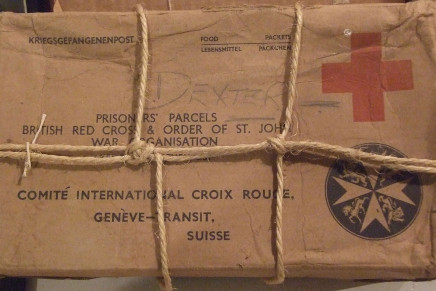 KRIEGSGEFANGENENPOST
FOOD PACKETS
LEBENSMITTEL PÄCKCHEN
DEXTER
PRISONERS' PARCELS
BRITISH RED CROSS & ORDER OF ST. JOHN
WAR ORGANISATION
COMITÉ INTERNATIONAL CROIX ROUGE,
GENÈVE—TRANSIT,
SUISSE